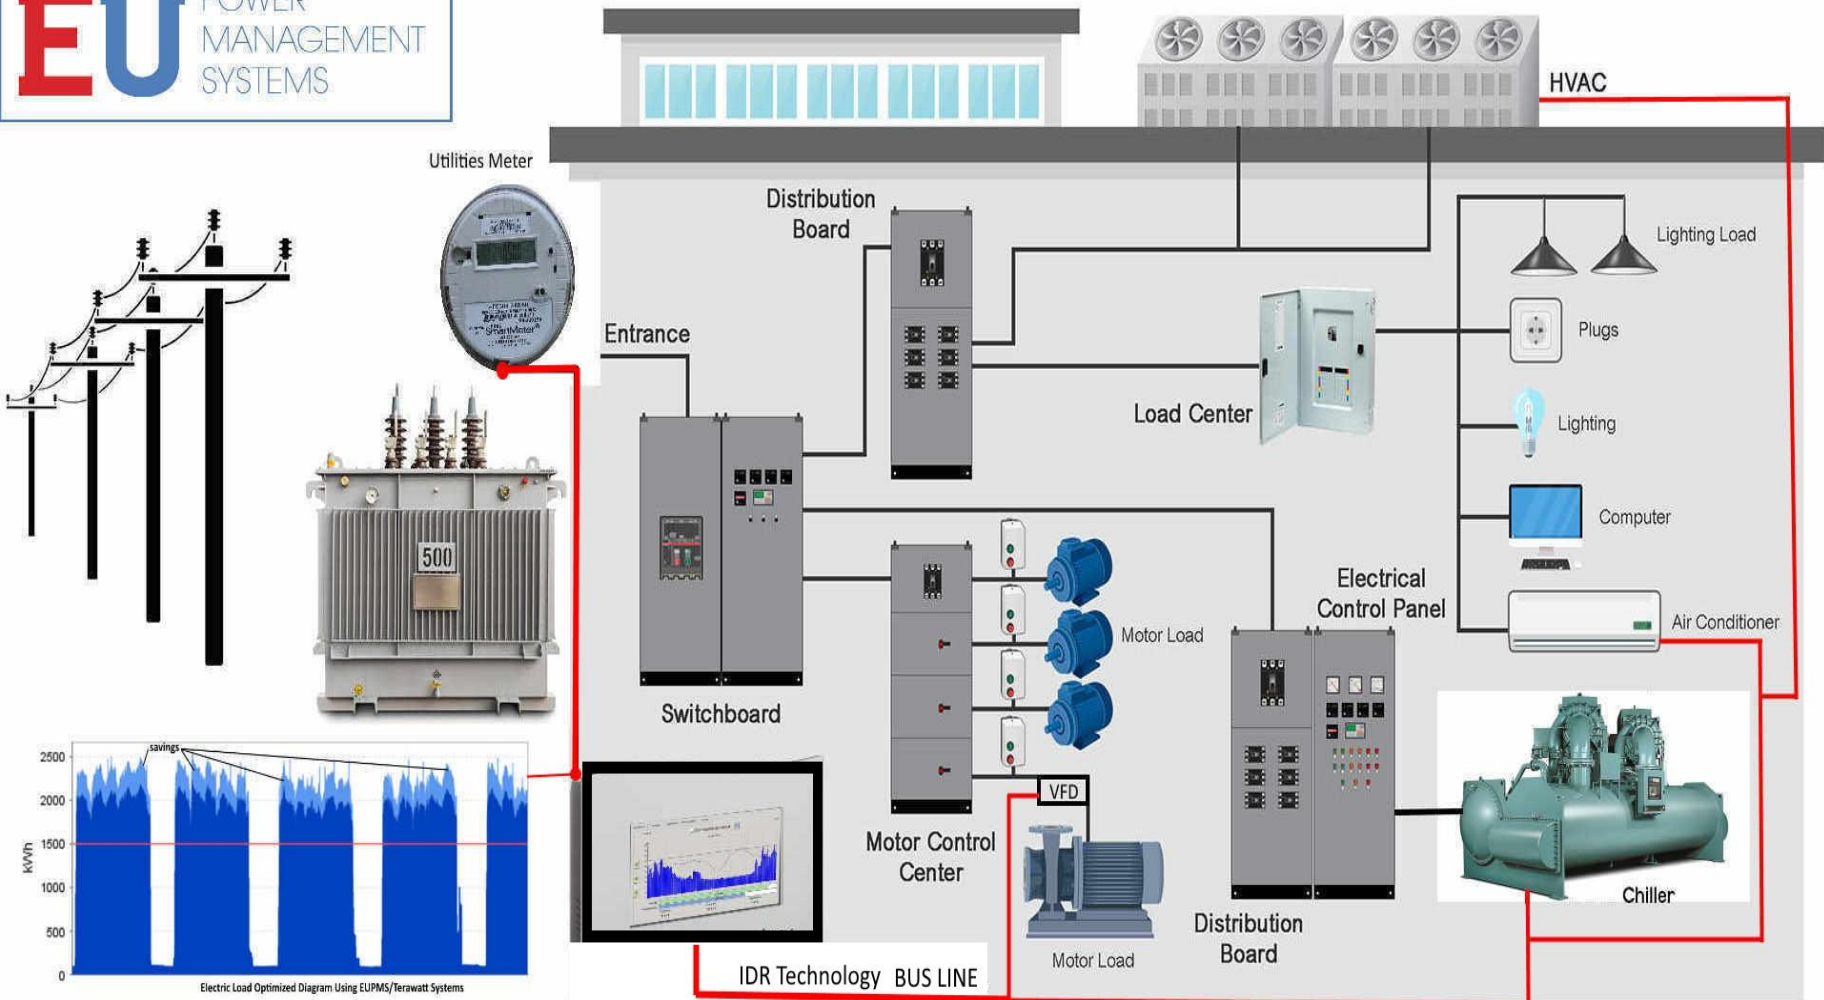 POWER
EU MANAGEMENT
SYSTEMS
Utilities Meter
SmartMeter
HVAC
Distribution
Board
Lighting Load
Entrance
Plugs
Load Center
Lighting
500
Computer
Electrical
Control Panel
Air Conditioner
Motor Load
Switchboard
savings
2500
2000
1500
1000
500
0
kWh
Electric Load Optimized Diagram Using EUPMS/Terawatt Systems
VFD
Motor Control
Center
Chiller
Distribution
Board
Motor Load
IDR Technology BUS LINE